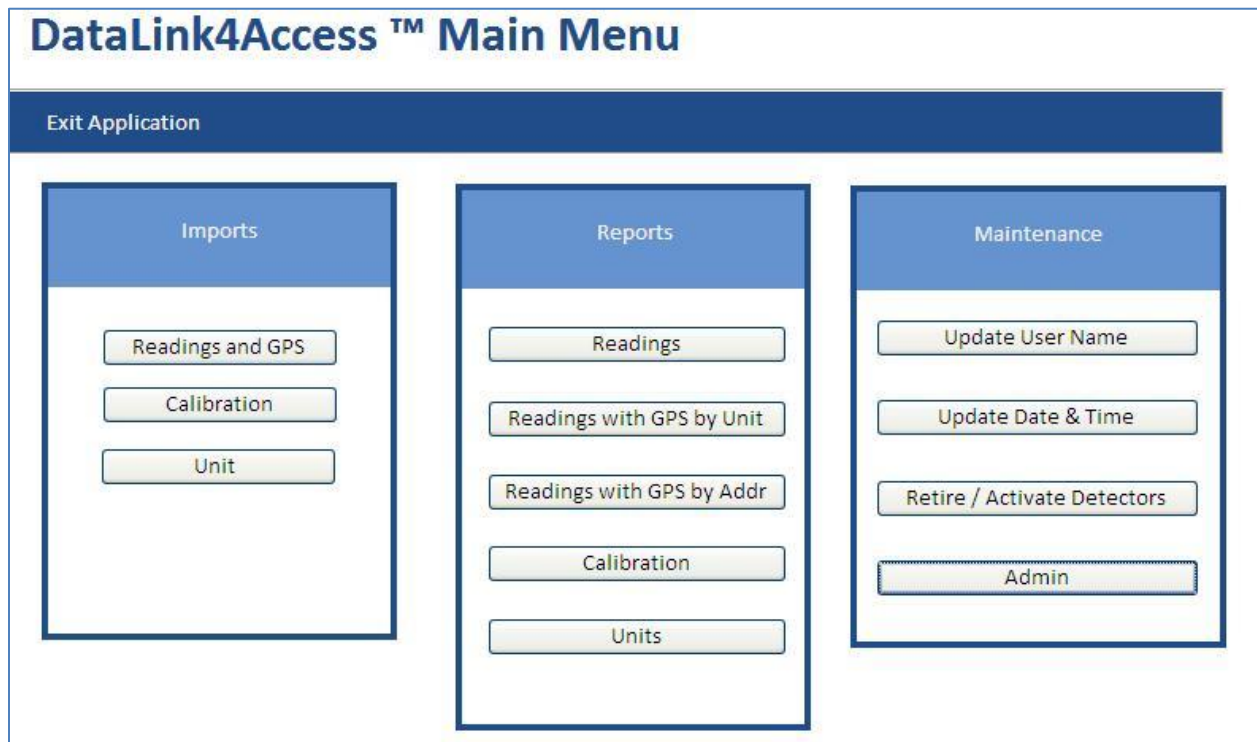 DataLink4Access ™ Main Menu
Exit Application
Imports
Readings and GPS
Calibration
Unit
Reports
Readings
Readings with GPS by Unit
Readings with GPS by Addr
Calibration
Units
Maintenance
Update User Name
Update Date & Time
Retire / Activate Detectors
Admin